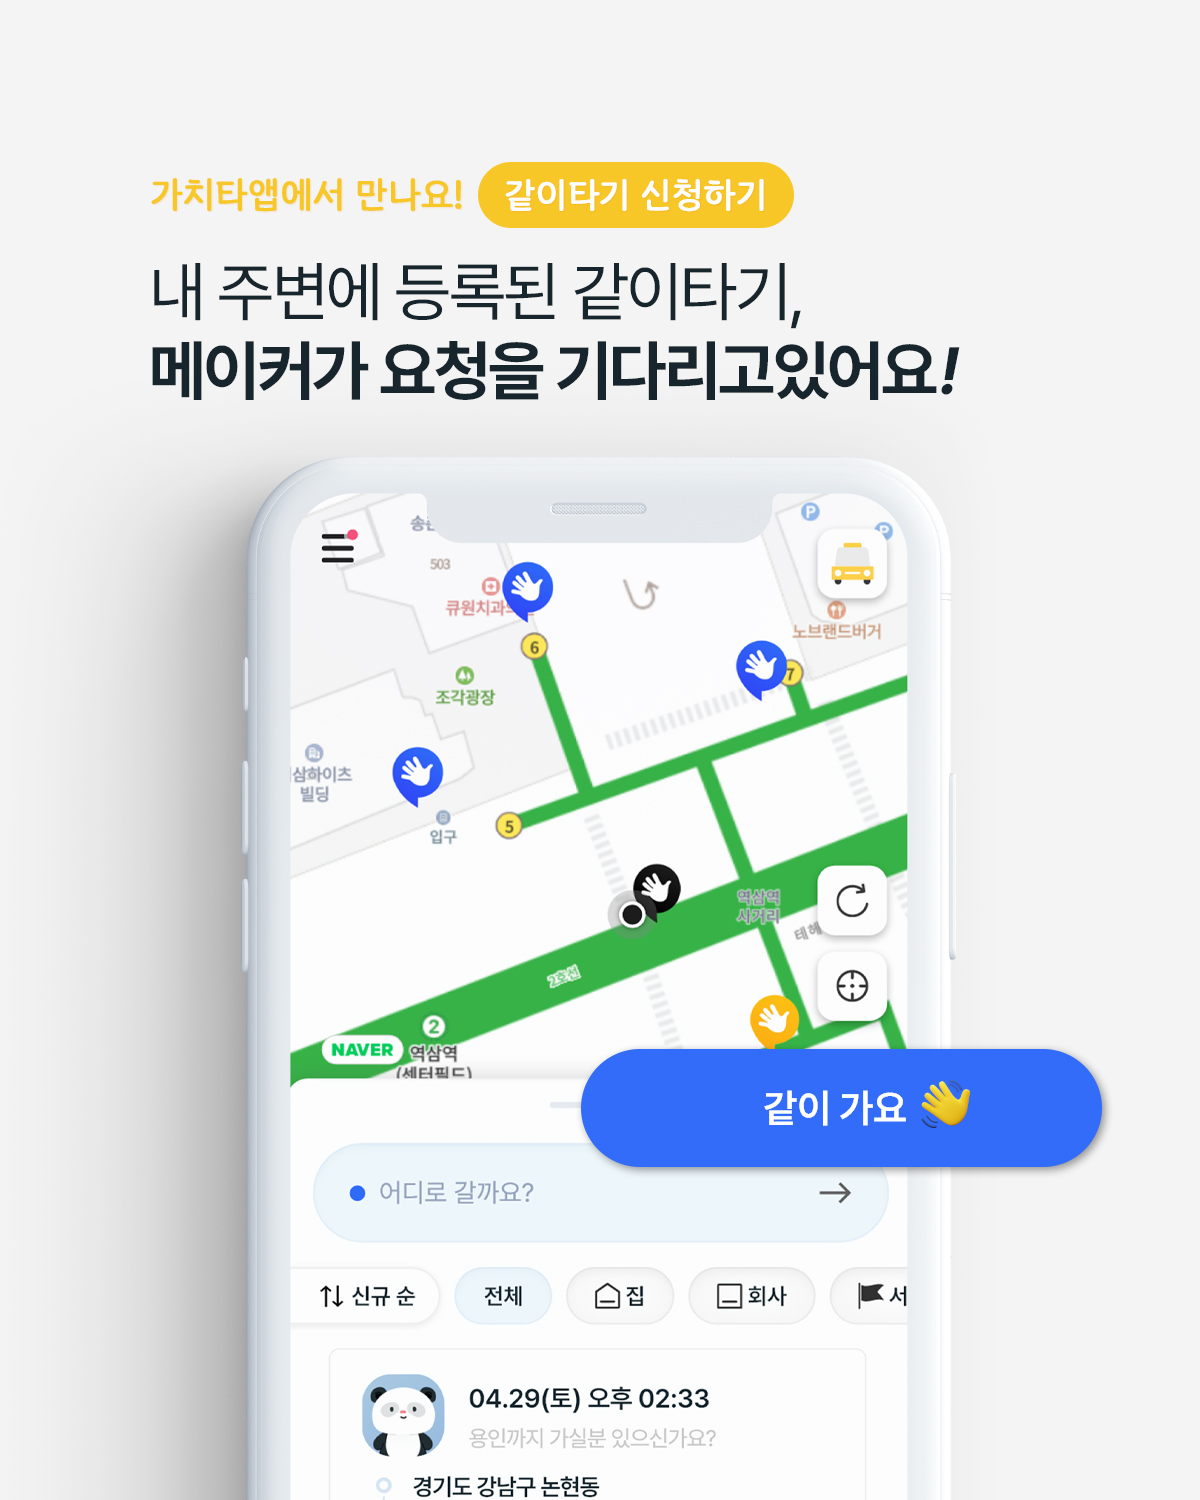 가치타앱에서 만나요! 같이타기 신청하기
내 주변에 등록된 같이타기,
메이커가 요청을 기다리고있어요!
P
P
503
큐원치과
노브랜드버거
6
7
조각광장
삼하이츠
빌딩
입구
5
역삼역
사거리
테헤
2호선
2
NAVER 역삼역
(센터필드)
같이 가요
어디로 갈까요?
신규 순 전체 집 회사 서
04.29(토) 오후 02:33
용인까지 가실분 있으신가요?
경기도 강남구 논현동